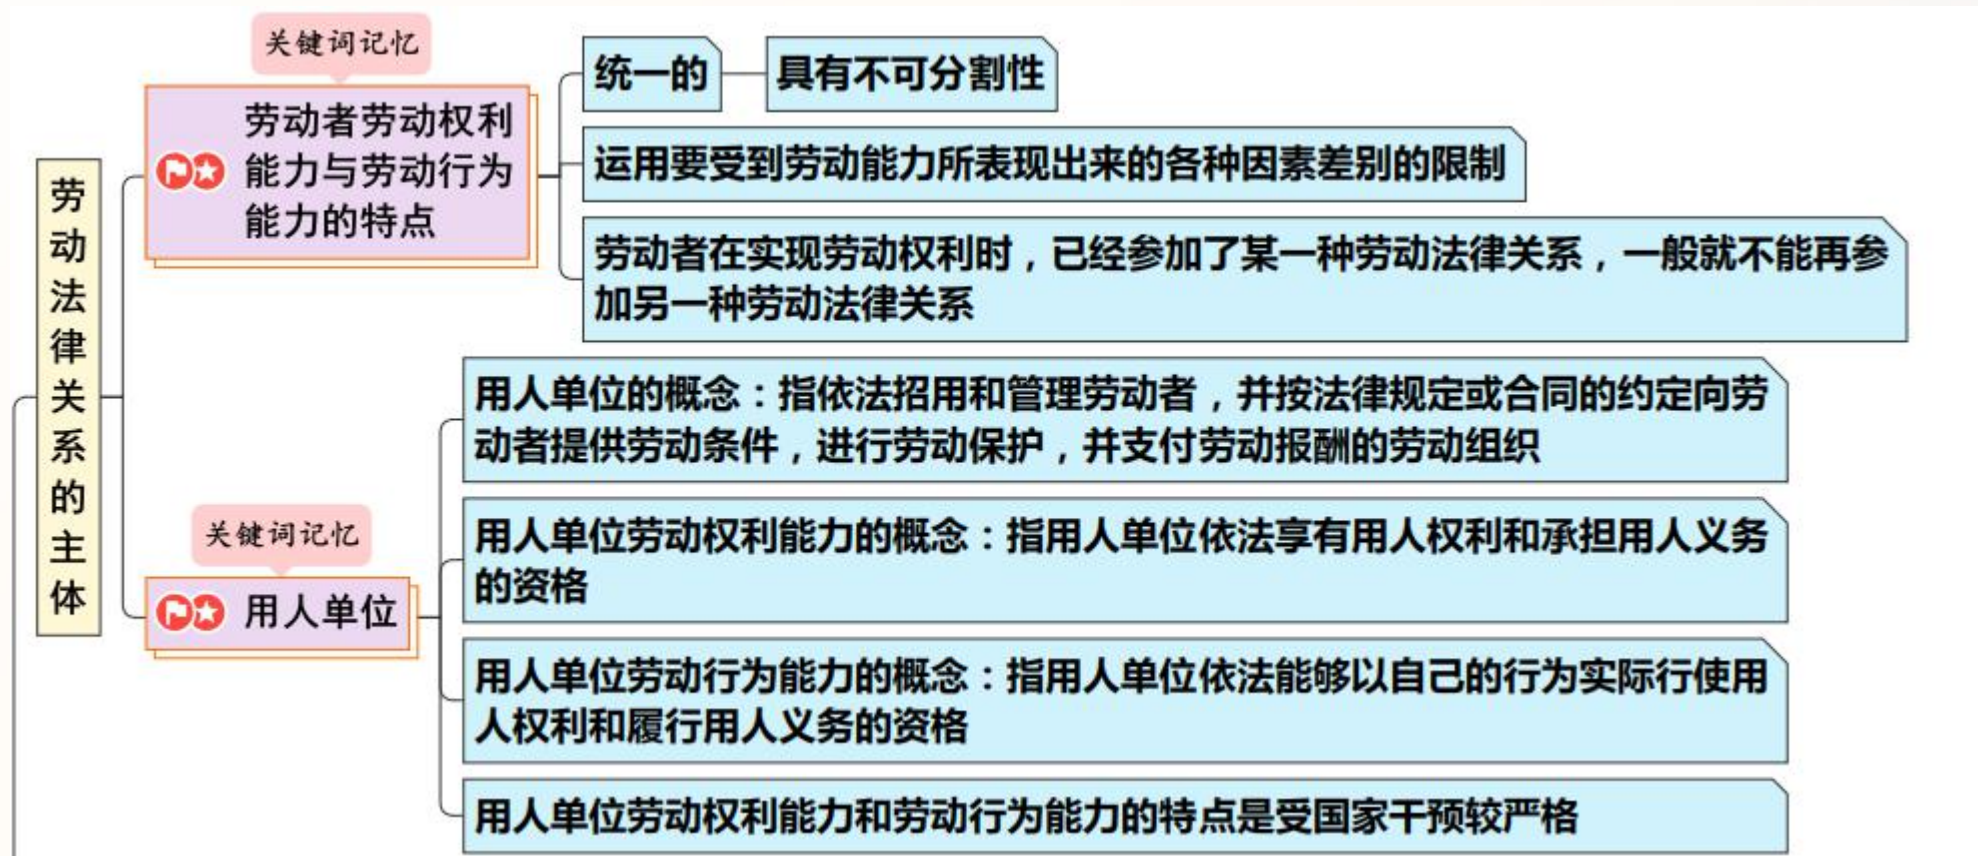 劳动法律关系的主体
关键词记忆
劳动者劳动权利
能力与劳动行为
能力的特点
统一的
具有不可分割性
运用要受到劳动能力所表现出来的各种因素差别的限制
劳动者在实现劳动权利时，已经参加了某一种劳动法律关系，一般就不能再参
加另一种劳动法律关系
关键词记忆
用人单位
用人单位的概念：指依法招用和管理劳动者，并按法律规定或合同的约定向劳
动者提供劳动条件，进行劳动保护，并支付劳动报酬的劳动组织
用人单位劳动权利能力的概念：指用人单位依法享有用人权利和承担用人义务
的资格
用人单位劳动行为能力的概念：指用人单位依法能够以自己的行为实际行使用
人权利和履行用人义务的资格
用人单位劳动权利能力和劳动行为能力的特点是受国家干预较严格